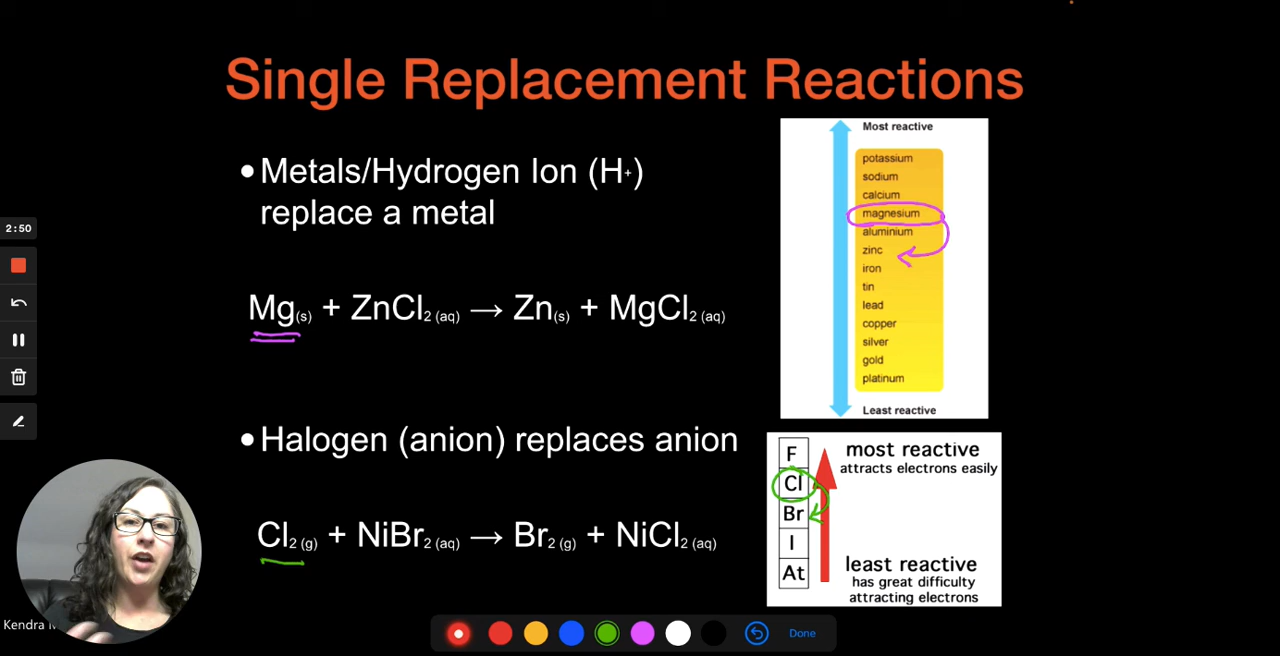 Single Replacement Reactions
• Metals/Hydrogen Ion (H+)
replace a metal
Mg(s) + ZnCl2 (aq) → Zn(s) + MgCl2 (aq)
• Halogen (anion) replaces anion
Cl2 (g) + NiBr2 (aq) → Br2 (g) + NiCl2 (aq)
Most reactive
potassium
sodium
calcium
magnesium
aluminium
zinc
iron
tin
lead
copper
silver
gold
platinum
Least reactive
F
Cl
Br
I
At
most reactive
attracts electrons easily
least reactive
has great difficulty
attracting electrons
2:50
Kendra
Done